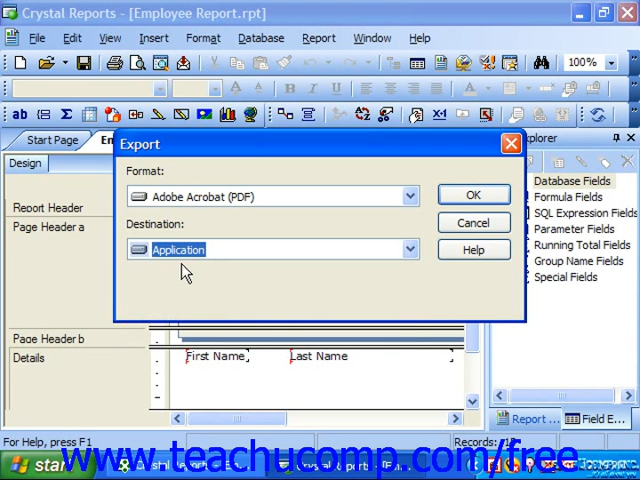 Crystal Reports - [Employee Report.rpt]
File Edit View Insert Format Database Report Window Help
100%
A A B I U A
ab Σ
Start Page
Export
Explorer
Design
Format:
Adobe Acrobat (PDF)
OK
Database Fields
Formula Fields
Report Header
SQL Expression Fields
Page Header a
Destination:
Cancel
Parameter Fields
Application
Help
Running Total Fields
Group Name Fields
Special Fields
Page Header b
Details
First Name
Last Name
Report ...
Field E...
For Help, press F1
Records:
start
www.teachucomp.com/free